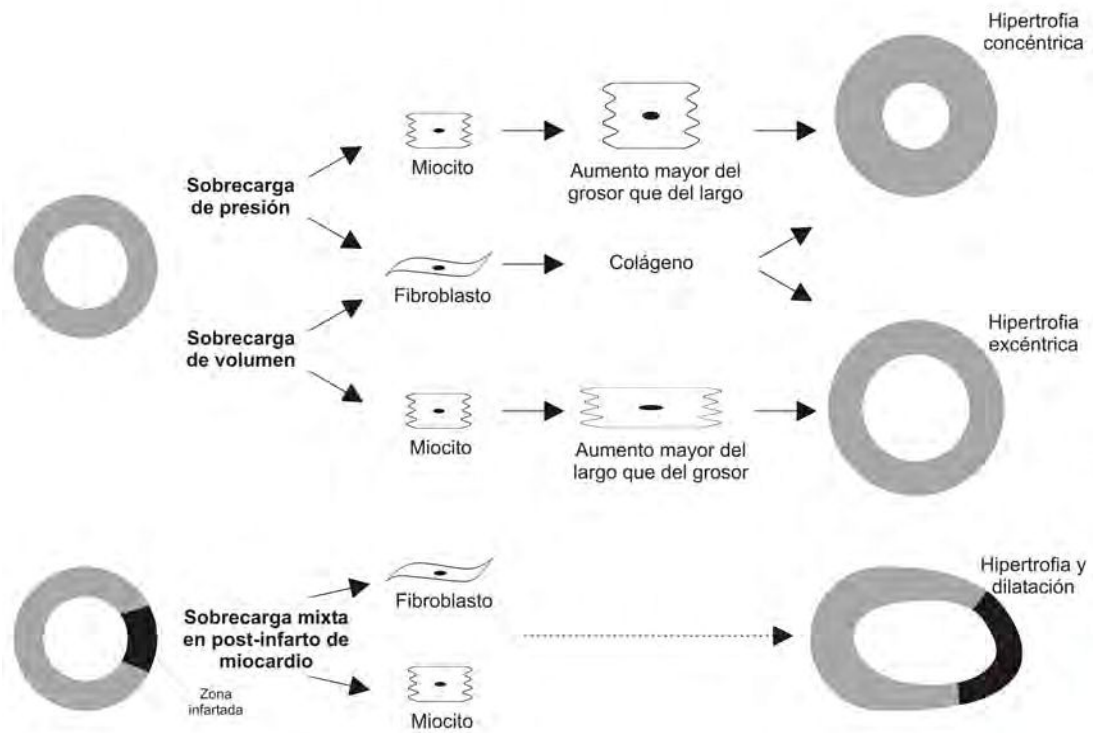 Hipertrofia
concéntrica
Miocito
Aumento mayor del
grosor que del largo
Sobrecarga
de presión
Colágeno
Fibroblasto
Sobrecarga
de volumen
Hipertrofia
excéntrica
Miocito
Aumento mayor del
largo que del grosor
Hipertrofia y
dilatación
Fibroblasto
Sobrecarga mixta
en post-infarto de
miocardio
Zona
infartada
Miocito